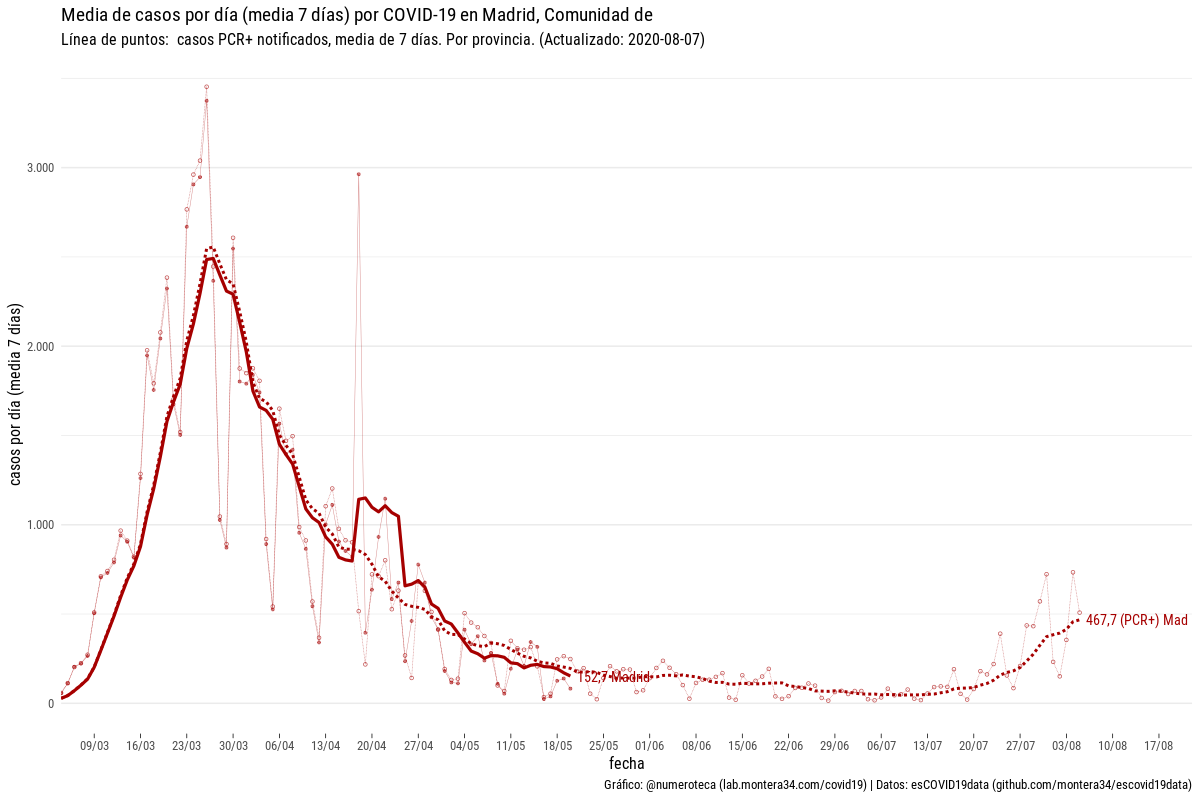 Media de casos por día (media 7 días) por COVID-19 en Madrid, Comunidad de
Línea de puntos:  casos PCR+ notificados, media de 7 días. Por provincia. (Actualizado: 2020-08-07)
casos por día (media 7 días)
3.000
2.000
1.000
0
467,7 (PCR+) Mad
152,7 Madrid
09/03 16/03 23/03 30/03 06/04 13/04 20/04 27/04 04/05 11/05 18/05 25/05 01/06 08/06 15/06 22/06 29/06 06/07 13/07 20/07 27/07 03/08 10/08 17/08
fecha
Gráfico: @numeroteca (lab.montera34.com/covid19) | Datos: esCOVID19data (github.com/montera34/escovid19data)